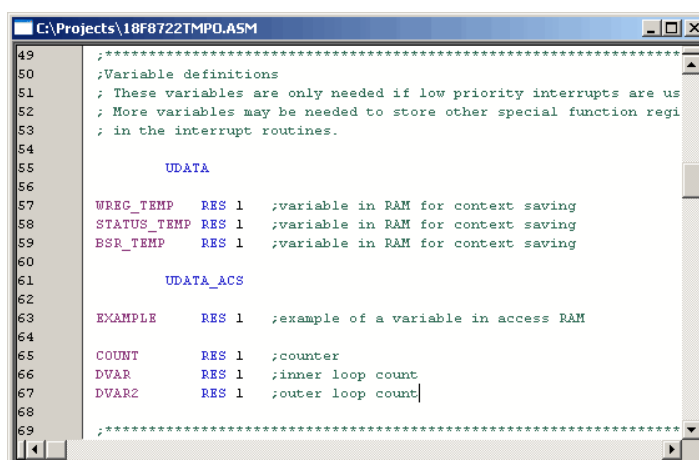 C:\Projects\18F8722TMPO.ASM
49 ;******************************************************************
50 ;Variable definitions
51 ; These variables are only needed if low priority interrupts are us
52 ; More variables may be needed to store other special function regi
53 ; in the interrupt routines.
54
55 UDATA
56
57 WREG_TEMP RES 1 ;variable in RAM for context saving
58 STATUS_TEMP RES 1 ;variable in RAM for context saving
59 BSR_TEMP RES 1 ;variable in RAM for context saving
60
61 UDATA_ACS
62
63 EXAMPLE RES 1 ;example of a variable in access RAM
64
65 COUNT RES 1 ;counter
66 DVAR RES 1 ;inner loop count
67 DVAR2 RES 1 ;outer loop count
68
69 ;******************************************************************